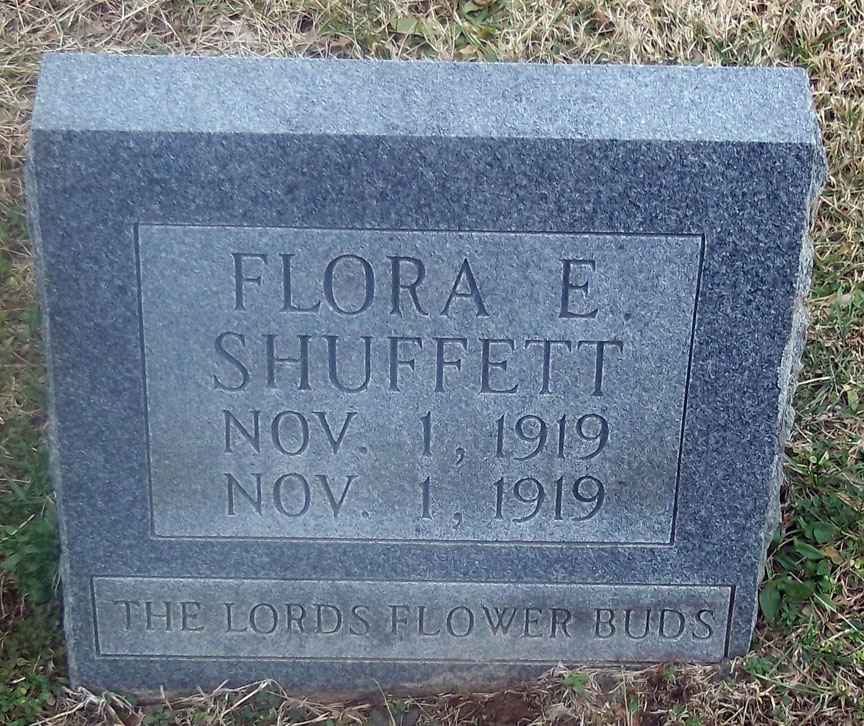 FLORA E.
SHUFFETT
NOV. 1, 1919
NOV. 1, 1919
THE LORDS FLOWER BUDS